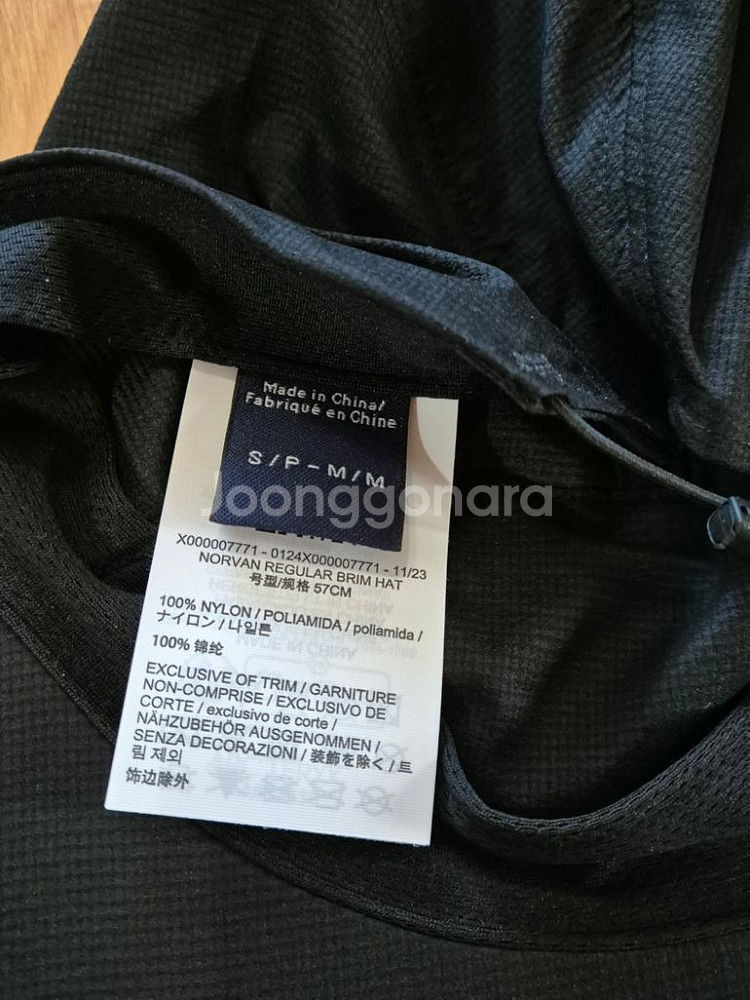 Made in China/
Fabriqué en Chine
S/P-M/M
Joonggonara
X000007771 - 0124X000007771 - 11/23
NORVAN REGULAR BRIM HAT
号型/规格 57CM
100% NYLON / POLIAMIDA / poliamida /
ナイロン / 나일론
100% 锦纶
EXCLUSIVE OF TRIM / GARNITURE
NON-COMPRISE / EXCLUSIVO DE
CORTE / exclusivo de corte /
NÄHZUBEHÖR AUSGENOMMEN /
SENZA DECORAZIONI / 装飾を除く / 트
림 제외
饰边除外